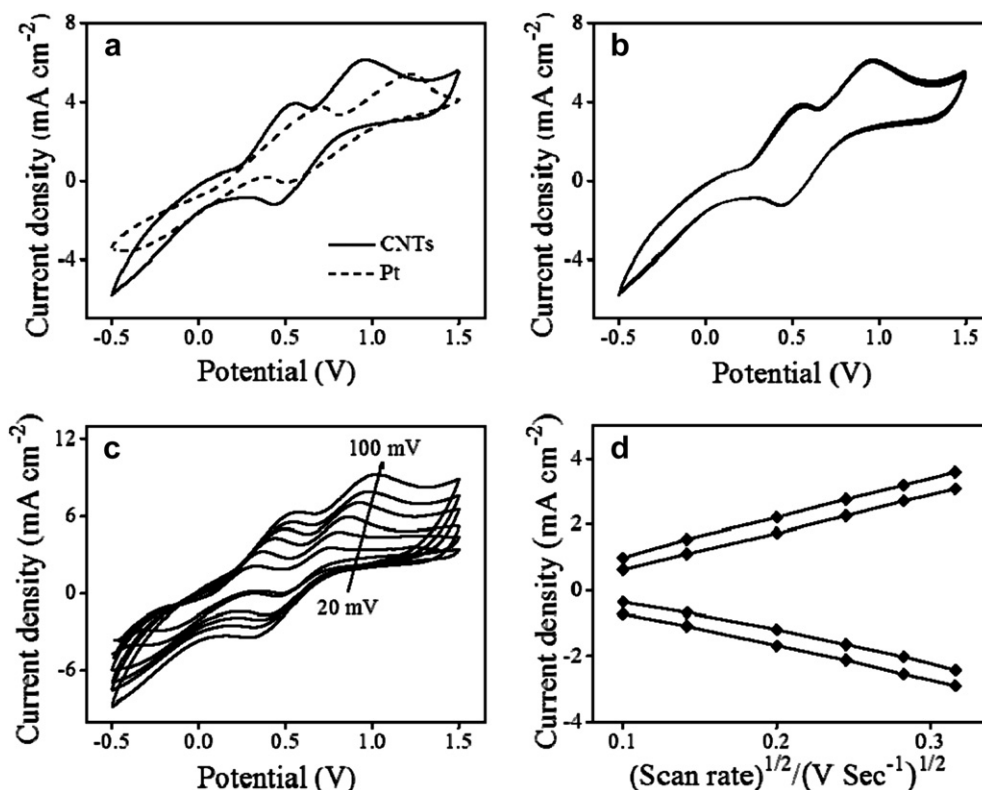 a
8
4
0
-4
Current density (mA cm⁻²)
CNTs
Pt
-0.5 0.0 0.5 1.0 1.5
Potential (V)
b
8
4
0
-4
Current density (mA cm⁻²)
-0.5 0.0 0.5 1.0 1.5
Potential (V)
c
12
6
0
-6
Current density (mA cm⁻²)
100 mV
20 mV
-0.5 0.0 0.5 1.0 1.5
Potential (V)
d
4
2
0
-2
-4
Current density (mA cm⁻²)
0.1 0.2 0.3
(Scan rate)^1/2/(V Sec⁻¹)^1/2